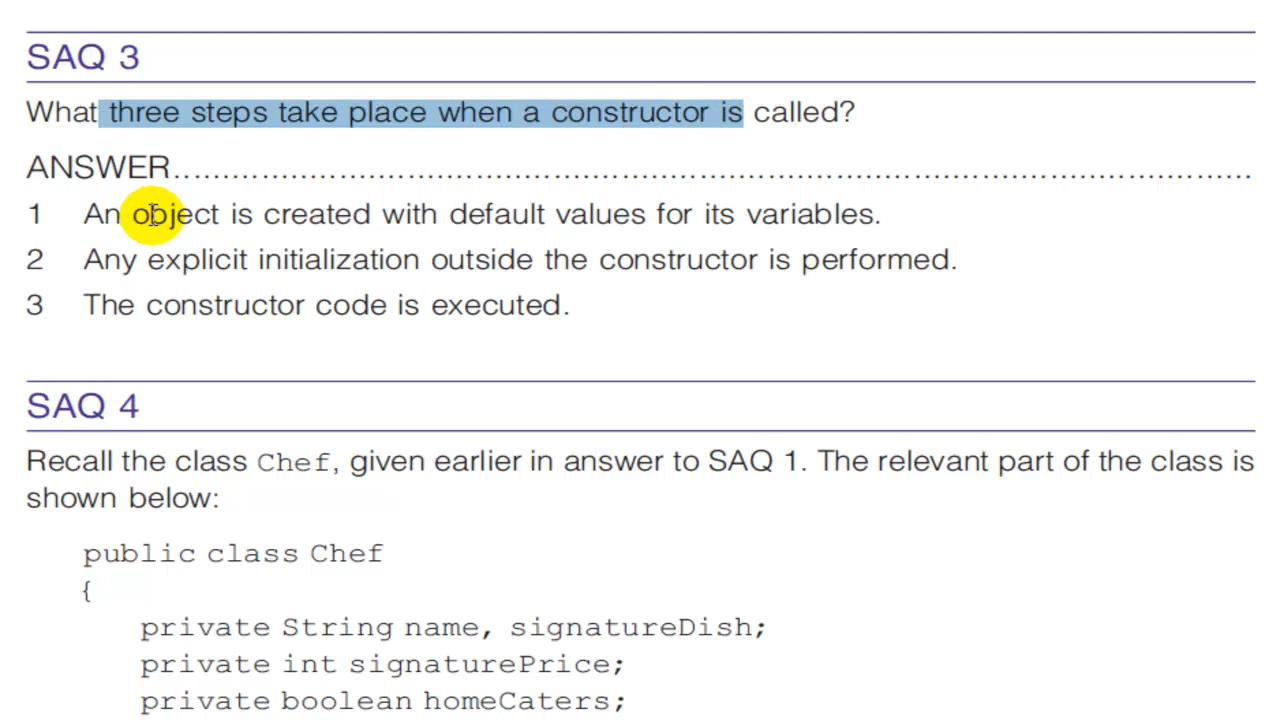 SAQ 3
What three steps take place when a constructor is called?
ANSWER..........................................................................................................
1 An object is created with default values for its variables.
2 Any explicit initialization outside the constructor is performed.
3 The constructor code is executed.
SAQ 4
Recall the class Chef, given earlier in answer to SAQ 1. The relevant part of the class is
shown below:
public class Chef
{
private String name, signatureDish;
private int signaturePrice;
private boolean homeCaters;